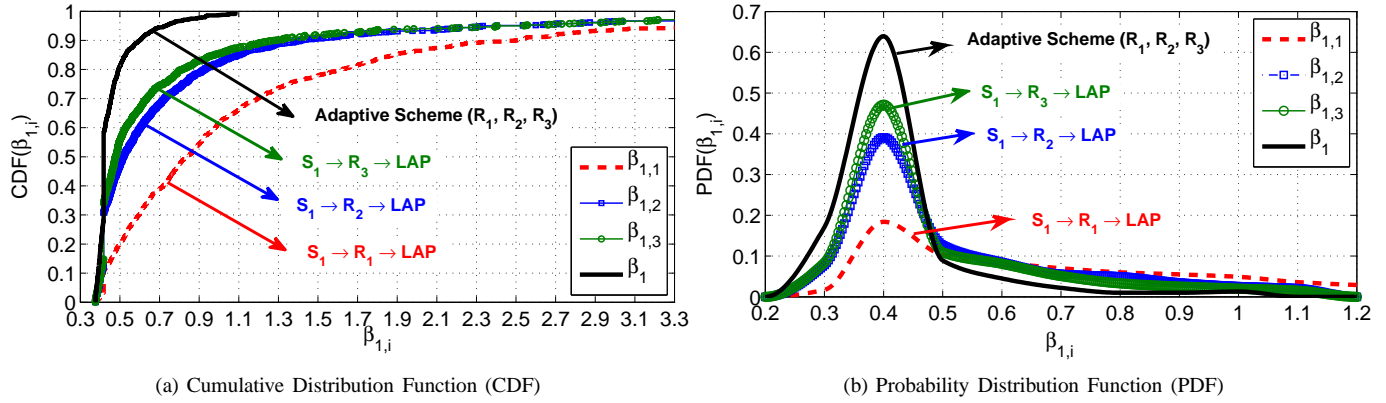 CDF(β1,i)
1
0.9
0.8
0.7
0.6
0.5
0.4
0.3
0.2
0.1
0
0.3 0.5 0.7 0.9 1.1 1.3 1.5 1.7 1.9 2.1 2.3 2.5 2.7 2.9 3.1 3.3
β1,i
Adaptive Scheme (R1, R2, R3)
S1 → R3 → LAP
S1 → R2 → LAP
S1 → R1 → LAP
β1,1
β1,2
β1,3
β1
(a) Cumulative Distribution Function (CDF)
PDF(β1,i)
0.7
0.6
0.5
0.4
0.3
0.2
0.1
0
0.2 0.3 0.4 0.5 0.6 0.7 0.8 0.9 1 1.1 1.2
β1,i
Adaptive Scheme (R1, R2, R3)
S1 → R3 → LAP
S1 → R2 → LAP
S1 → R1 → LAP
β1,1
β1,2
β1,3
β1
(b) Probability Distribution Function (PDF)